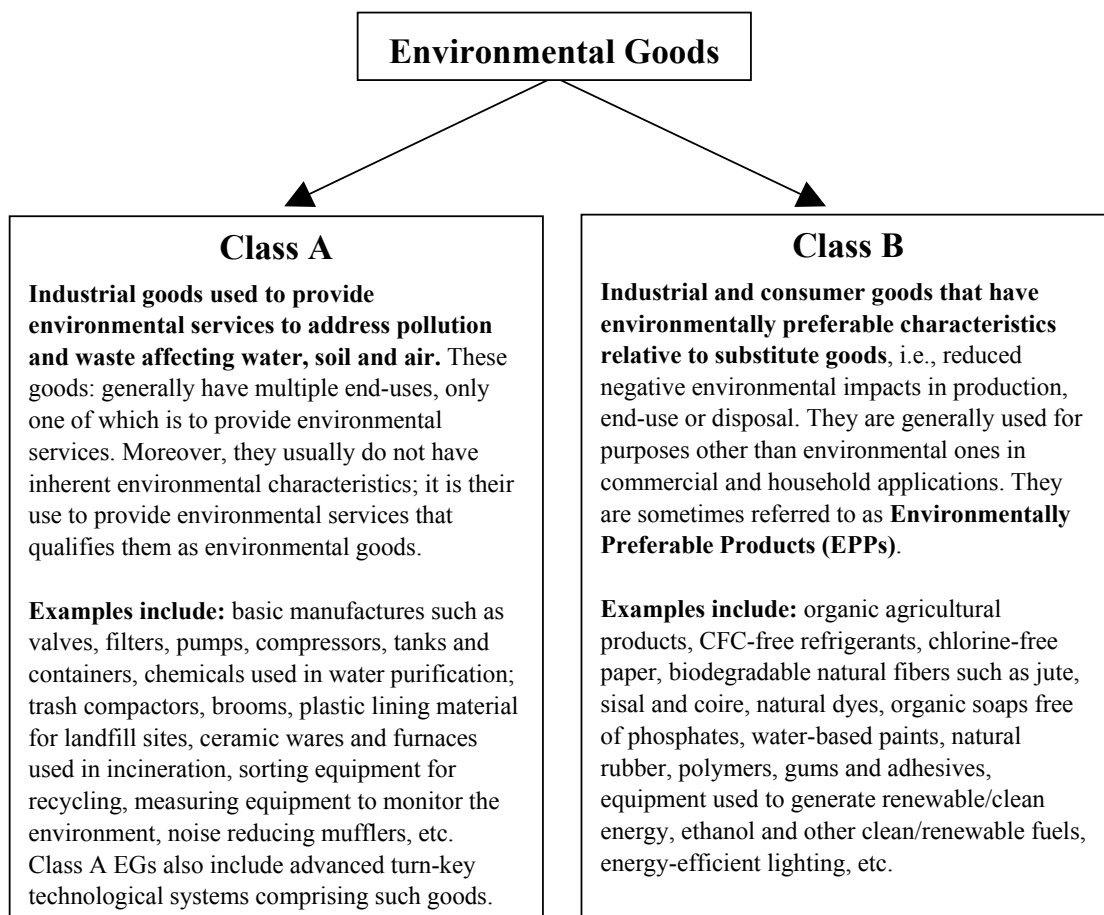 Environmental Goods
Class A
Industrial goods used to provide
environmental services to address pollution
and waste affecting water, soil and air. These
goods: generally have multiple end-uses, only
one of which is to provide environmental
services. Moreover, they usually do not have
inherent environmental characteristics; it is their
use to provide environmental services that
qualifies them as environmental goods.
Examples include: basic manufactures such as
valves, filters, pumps, compressors, tanks and
containers, chemicals used in water purification;
trash compactors, brooms, plastic lining material
for landfill sites, ceramic wares and furnaces
used in incineration, sorting equipment for
recycling, measuring equipment to monitor the
environment, noise reducing mufflers, etc.
Class A EGs also include advanced turn-key
technological systems comprising such goods.
Class B
Industrial and consumer goods that have
environmentally preferable characteristics
relative to substitute goods, i.e., reduced
negative environmental impacts in production,
end-use or disposal. They are generally used for
purposes other than environmental ones in
commercial and household applications. They
are sometimes referred to as Environmentally
Preferable Products (EPPs).
Examples include: organic agricultural
products, CFC-free refrigerants, chlorine-free
paper, biodegradable natural fibers such as jute,
sisal and coire, natural dyes, organic soaps free
of phosphates, water-based paints, natural
rubber, polymers, gums and adhesives,
equipment used to generate renewable/clean
energy, ethanol and other clean/renewable fuels,
energy-efficient lighting, etc.